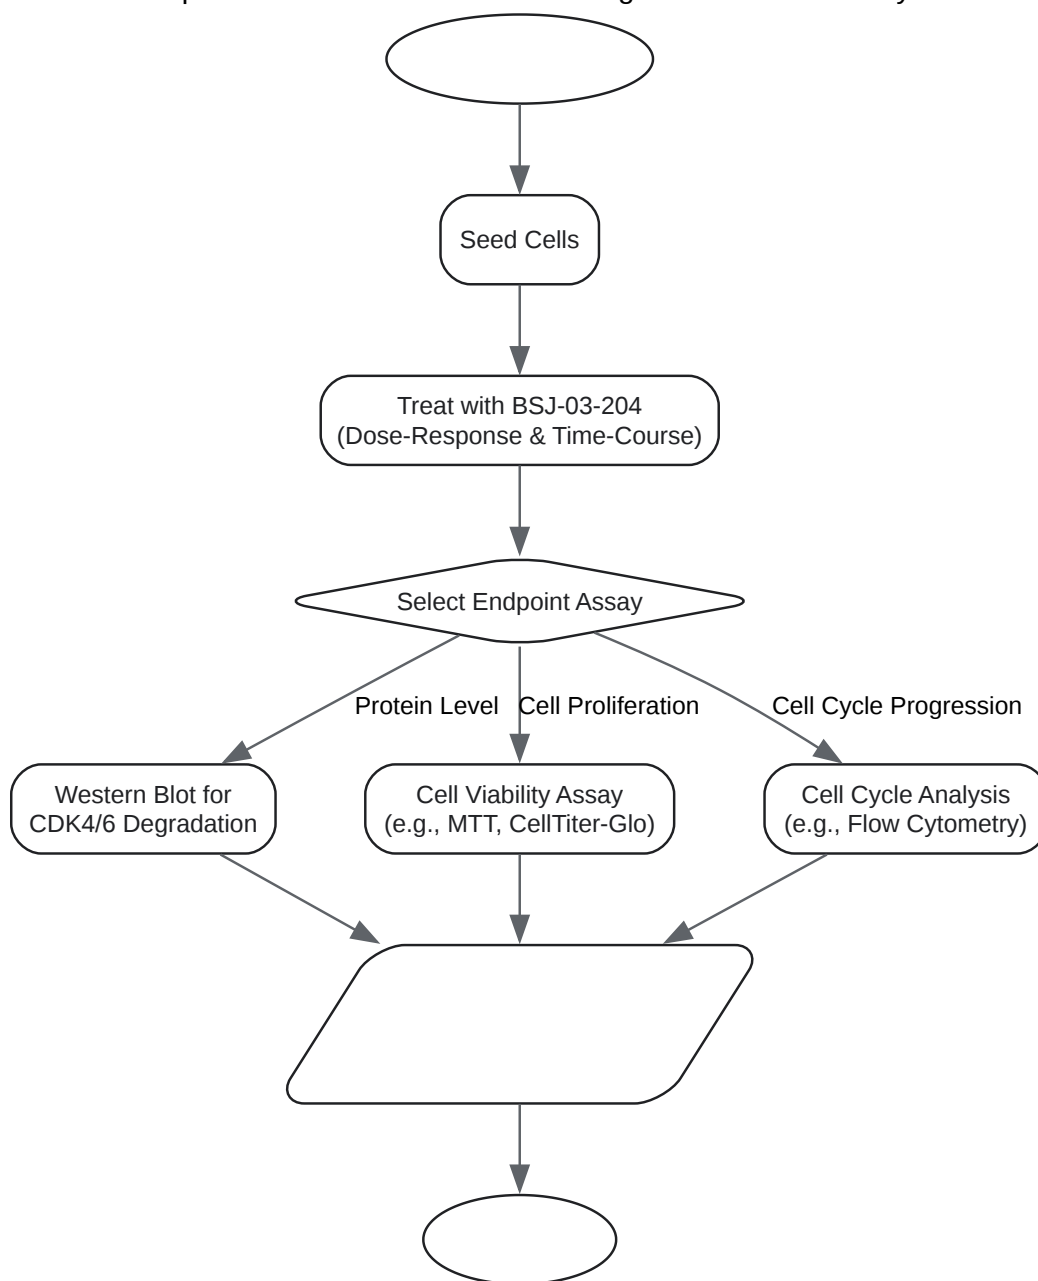 Seed Cells
Treat with BSJ-03-204
(Dose-Response & Time-Course)
Select Endpoint Assay
Protein Level
Cell Proliferation
Cell Cycle Progression
Western Blot for
CDK4/6 Degradation
Cell Viability Assay
(e.g., MTT, CellTiter-Glo)
Cell Cycle Analysis
(e.g., Flow Cytometry)